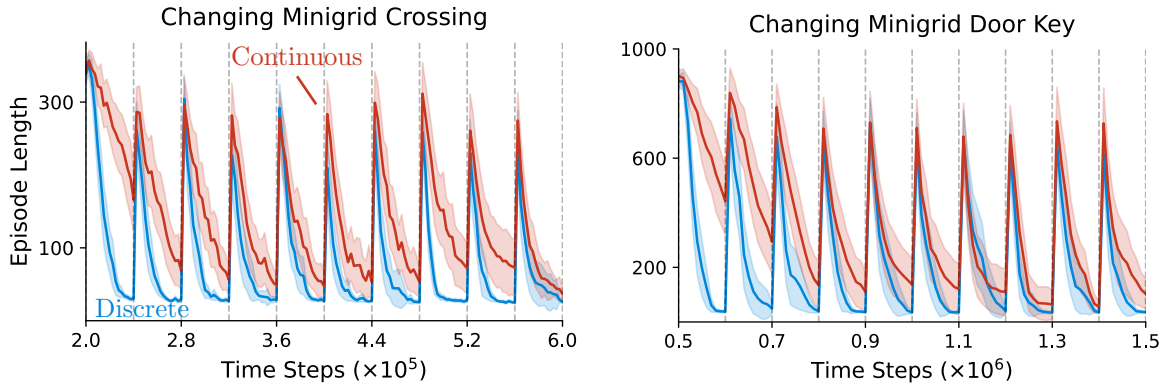 Changing Minigrid Crossing
Episode Length
300
100
Continuous
Discrete
2.0 2.8 3.6 4.4 5.2 6.0
Time Steps (×10⁵)
Changing Minigrid Door Key
1000
600
200
0.5 0.7 0.9 1.1 1.3 1.5
Time Steps (×10⁶)